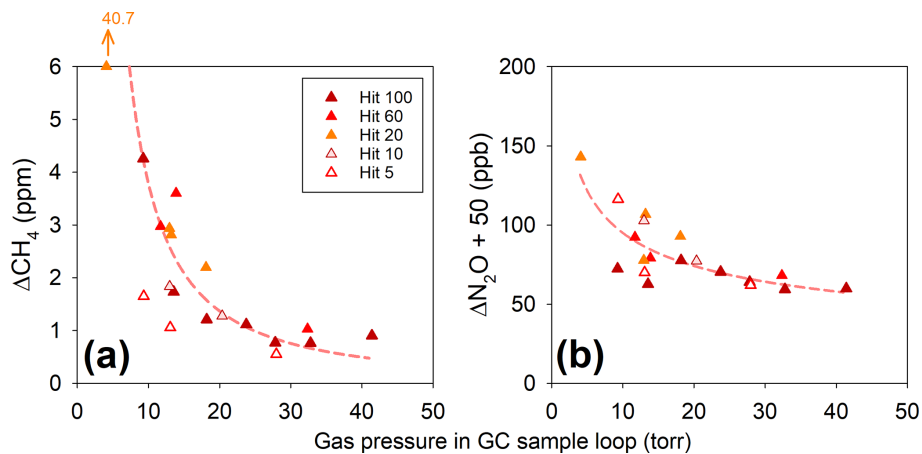 40.7
6
5
4
3
2
1
0
ΔCH₄ (ppm)
Hit 100
Hit 60
Hit 20
Hit 10
Hit 5
(a)
0 10 20 30 40 50
200
150
100
50
0
ΔN₂O + 50 (ppb)
(b)
0 10 20 30 40 50
Gas pressure in GC sample loop (torr)